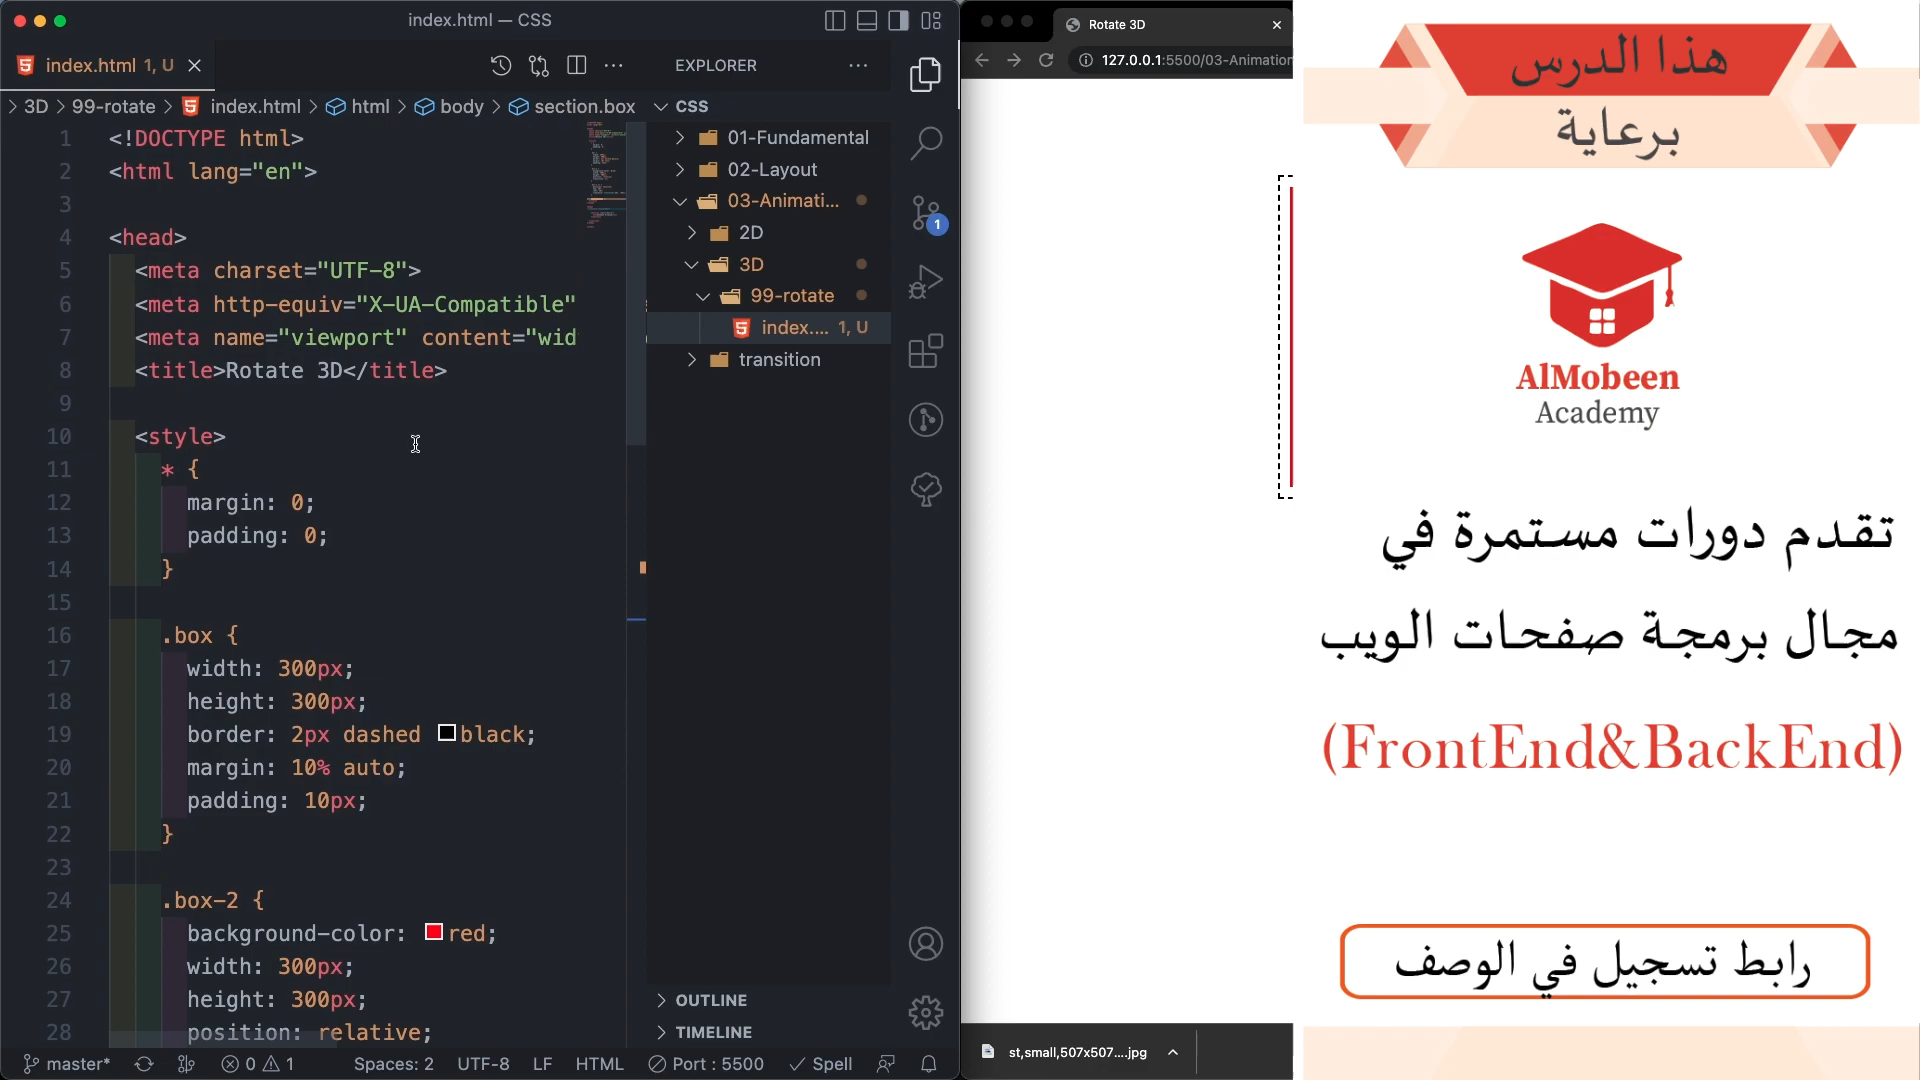 index.html — CSS
index.html 1, U
3D > 99-rotate > index.html > html > body > section.box
1 <!DOCTYPE html>
2 <html lang="en">
3
4 <head>
5 <meta charset="UTF-8">
6 <meta http-equiv="X-UA-Compatible"
7 <meta name="viewport" content="wid
8 <title>Rotate 3D</title>
9
10 <style>
11 * {
12 margin: 0;
13 padding: 0;
14 }
15
16 .box {
17 width: 300px;
18 height: 300px;
19 border: 2px dashed black;
20 margin: 10% auto;
21 padding: 10px;
22 }
23
24 .box-2 {
25 background-color: red;
26 width: 300px;
27 height: 300px;
28 position: relative;
EXPLORER
CSS
01-Fundamental
02-Layout
03-Animati...
2D
3D
99-rotate
index.... 1, U
transition
OUTLINE
TIMELINE
1
master* 0 1 Spaces: 2 UTF-8 LF HTML Port : 5500 Spell
Rotate 3D
127.0.0.1:5500/03-Animation
st,small,507x507....jpg
هذا الدرس
برعاية
AlMobeen
Academy
تقدم دورات مستمرة في
مجال برمجة صفحات الويب
(FrontEnd&BackEnd)
رابط تسجيل في الوصف